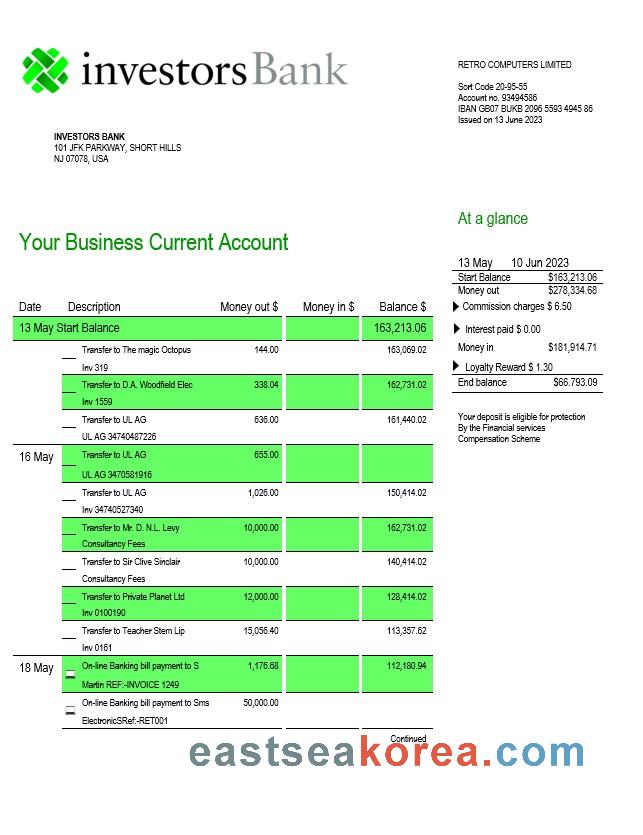 investorsBank
RETRO COMPUTERS LIMITED
Sort Code 20-95-55
Account no. 93494586
IBAN GB07 BUKB 2096 5593 4945 86
Issued on 13 June 2023
INVESTORS BANK
101 JFK PARKWAY, SHORT HILLS
NJ 07078, USA
At a glance
Your Business Current Account
13 May 10 Jun 2023
Start Balance $163,213.06
Money out $278,334.68
Commission charges $ 6.50
Interest paid $ 0.00
Money in $181,914.71
Loyalty Reward $ 1.30
End balance $66.793.09
Your deposit is eligible for protection
By the Financial services
Compensation Scheme
Date Description Money out $ Money in $ Balance $
13 May Start Balance 163,213.06
Transfer to The magic Octopus 144.00 163,069.02
Inv 319
Transfer to D.A. Woodfield Elec 338.04 162,731.02
Inv 1559
Transfer to UL AG 636.00 161,440.02
UL AG 34740487226
16 May Transfer to UL AG 655.00
UL AG 3470581916
Transfer to UL AG 1,026.00 150,414.02
Inv 34740527340
Transfer to Mr. D. N.L. Levy 10,000.00 162,731.02
Consultancy Fees
Transfer to Sir Clive Sinclair 10,000.00 140,414.02
Consultancy Fees
Transfer to Private Planet Ltd 12,000.00 128,414.02
Inv 0100190
Transfer to Teacher Stem Lip 15,056.40 113,357.62
Inv 0161
18 May On-line Banking bill payment to S 1,176.68 112,180.94
Martin REF:-INVOICE 1249
On-line Banking bill payment to Sms 50,000.00
ElectronicSRef:-RET001
Continued
eastseakorea.com